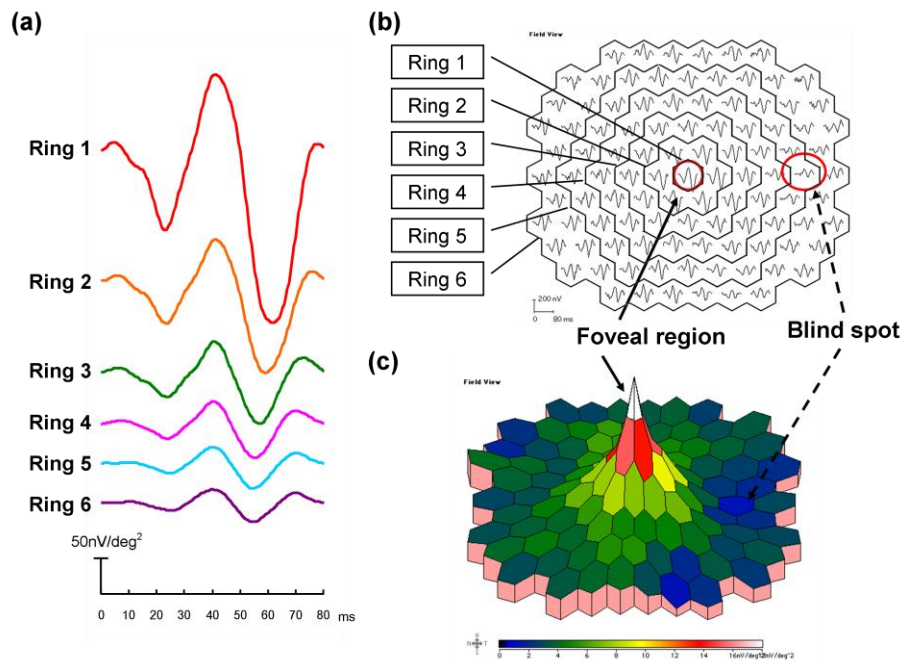 (a)
Ring 1
Ring 2
Ring 3
Ring 4
Ring 5
Ring 6
50nV/deg²
0 10 20 30 40 50 60 70 80 ms
(b)
Field View
Ring 1
Ring 2
Ring 3
Ring 4
Ring 5
Ring 6
200 nV
80 ms
Foveal region
Blind spot
(c)
Field View
N T
0 2 4 6 8 10 12 14